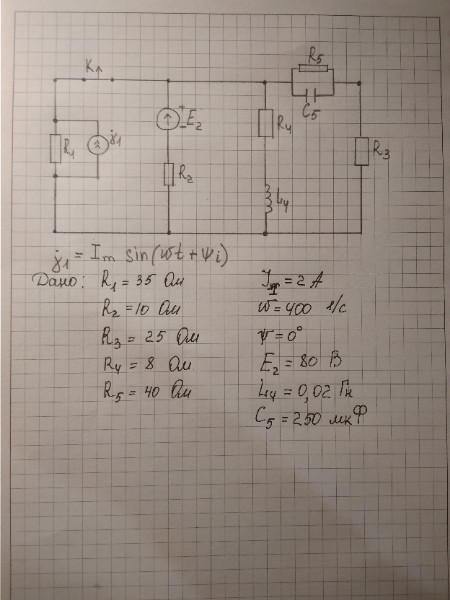 K
R5
C5
+
−
E2
R4
j1
R1
R2
L4
R3
j1 = Im sin(wt + ψi)
Дано: R1 = 35 Ом Im = 2 А
R2 = 10 Ом w = 400 1/с
R3 = 25 Ом ψ = 0°
R4 = 8 Ом E2 = 80 В
R5 = 40 Ом L4 = 0,02 Гн
C5 = 250 мкФ